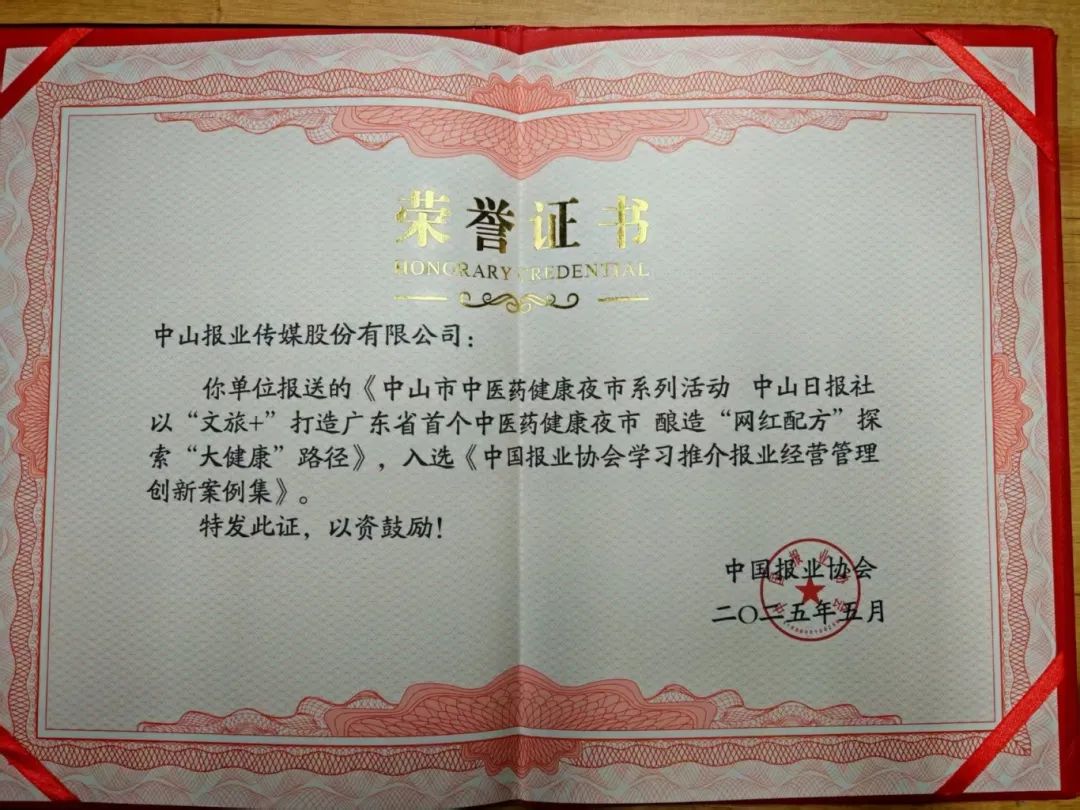 荣誉证书
HONORARY CREDENTIAL
中山报业传媒股份有限公司：
你单位报送的《中山市中医药健康夜市系列活动 中山日报社
以“文旅+”打造广东省首个中医药健康夜市 酿造“网红配方”探
索“大健康”路径》，入选《中国报业协会学习推介报业经营管理
创新案例集》。
特发此证，以资鼓励！
中国报业协会
二〇二五年五月
中国报业协会